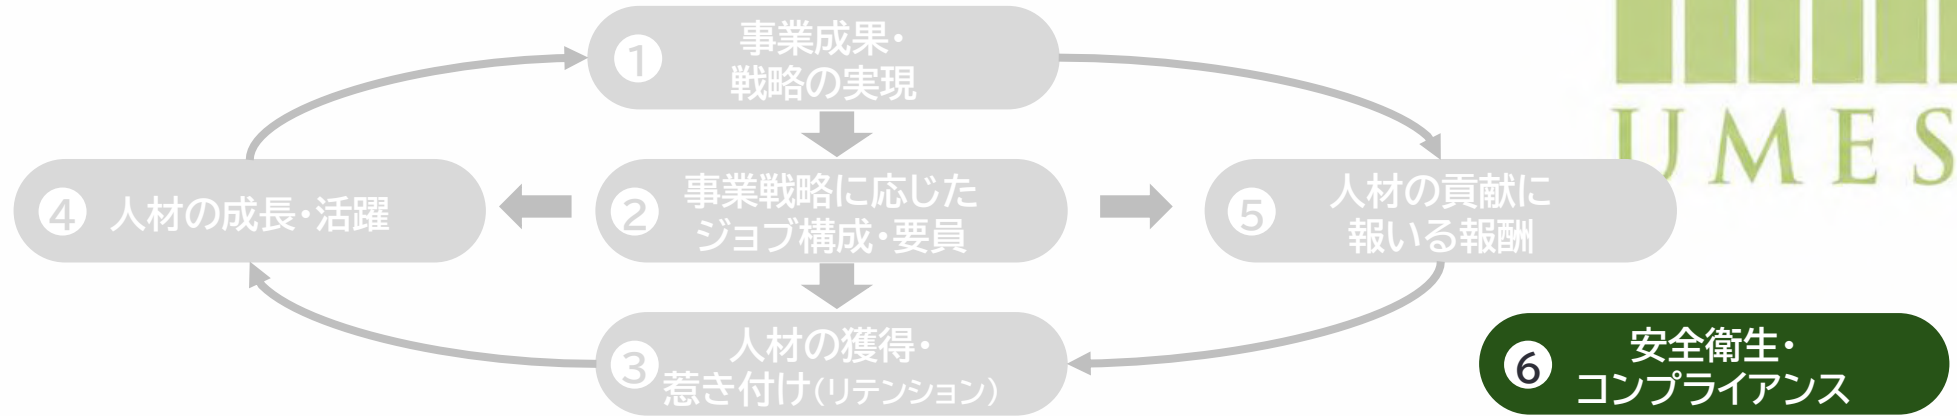 1
事業成果・
戦略の実現
UMES
4
人材の成長・活躍
2
事業戦略に応じた
ジョブ構成・要員
5
人材の貢献に
報いる報酬
3
人材の獲得・
惹き付け(リテンション)
6
安全衛生・
コンプライアンス